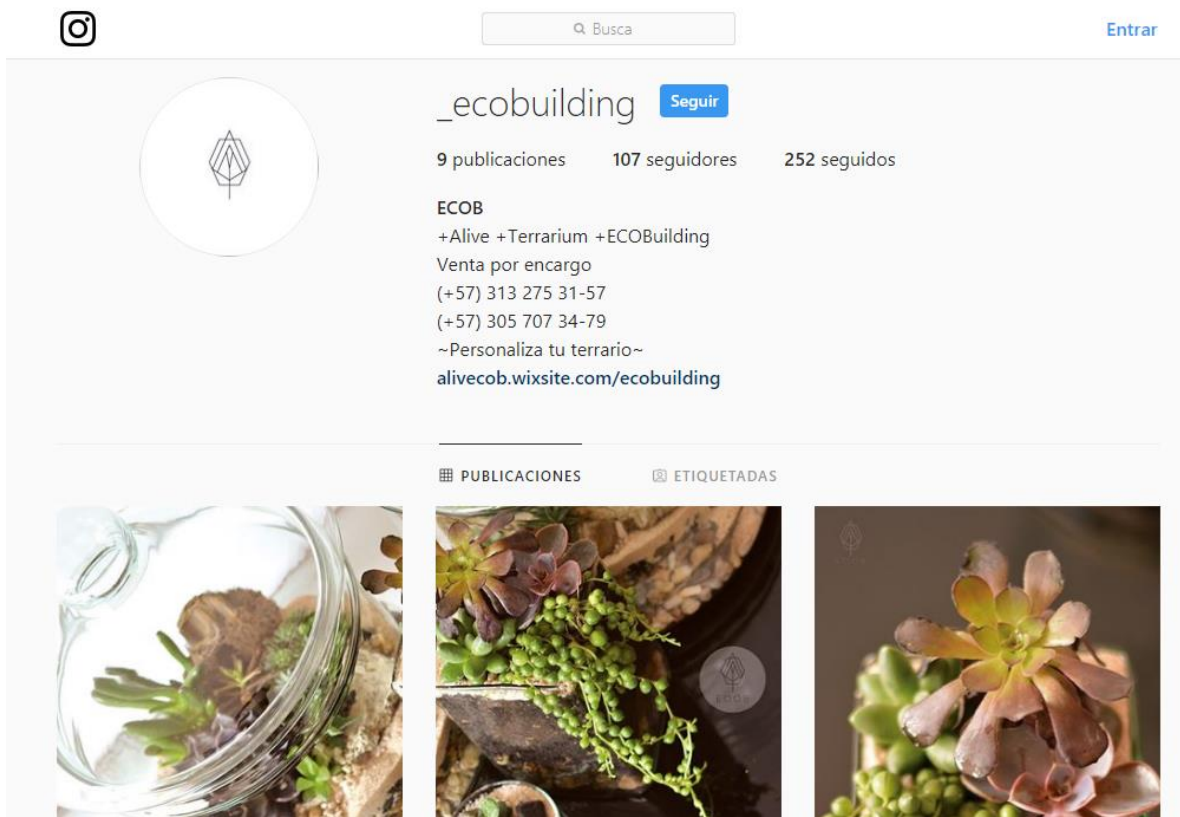 Busca
Entrar
_ecobuilding Seguir
9 publicaciones 107 seguidores 252 seguidos
ECOB
+Alive +Terrarium +ECOBuilding
Venta por encargo
(+57) 313 275 31-57
(+57) 305 707 34-79
~Personaliza tu terrario~
alivecob.wixsite.com/ecobuilding
PUBLICACIONES ETIQUETADAS
ECOB